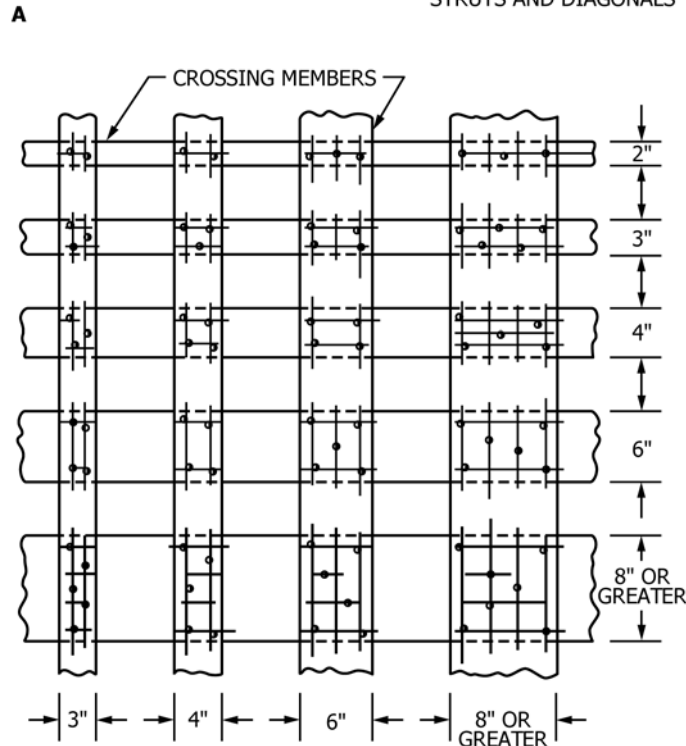 STRUTS AND DIAGONALS
A
CROSSING MEMBERS
2"
3"
4"
6"
8" OR
GREATER
3"
4"
6"
8" OR
GREATER